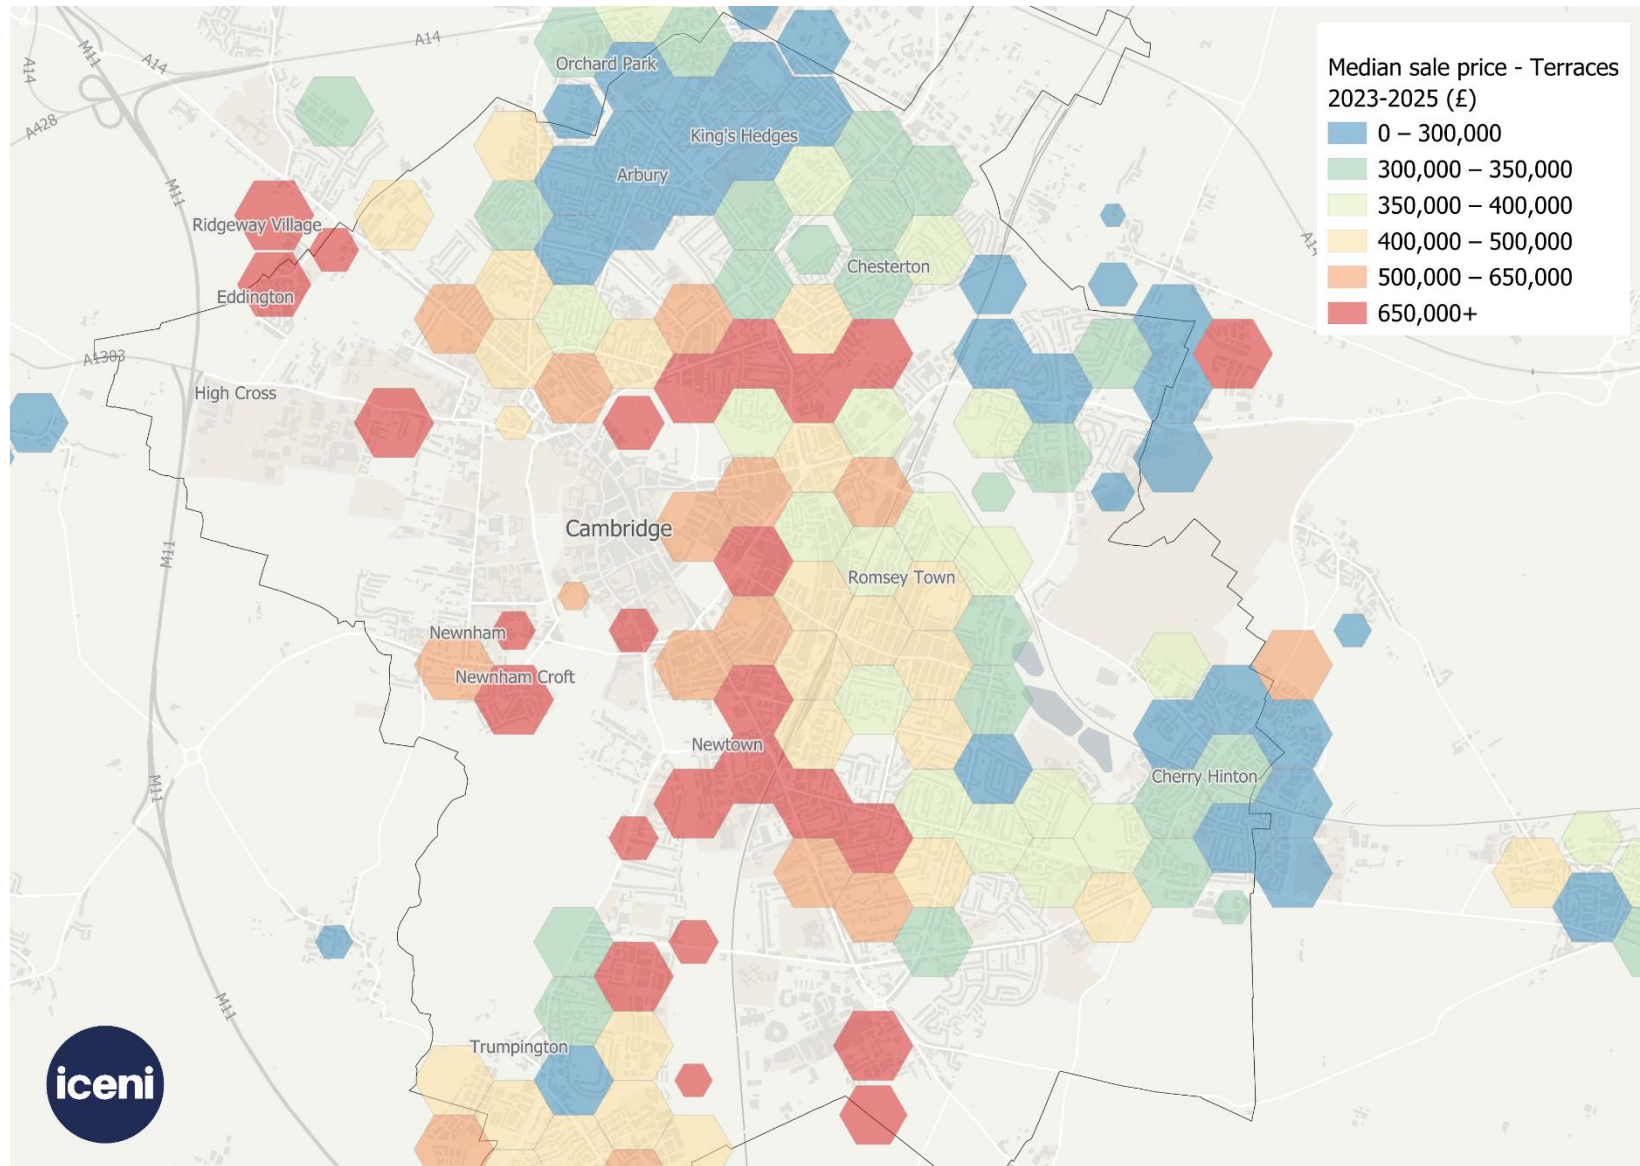 A14
M11
A14
A14
Orchard Park
A428
King's Hedges
Arbury
M11
Ridgeway Village
Chesterton
Eddington
A1303
High Cross
Cambridge
M11
Romsey Town
Newnham
Newnham Croft
Newtown
Cherry Hinton
M11
M11
Trumpington
Median sale price - Terraces
2023-2025 (£)
0 – 300,000
300,000 – 350,000
350,000 – 400,000
400,000 – 500,000
500,000 – 650,000
650,000+
iceni